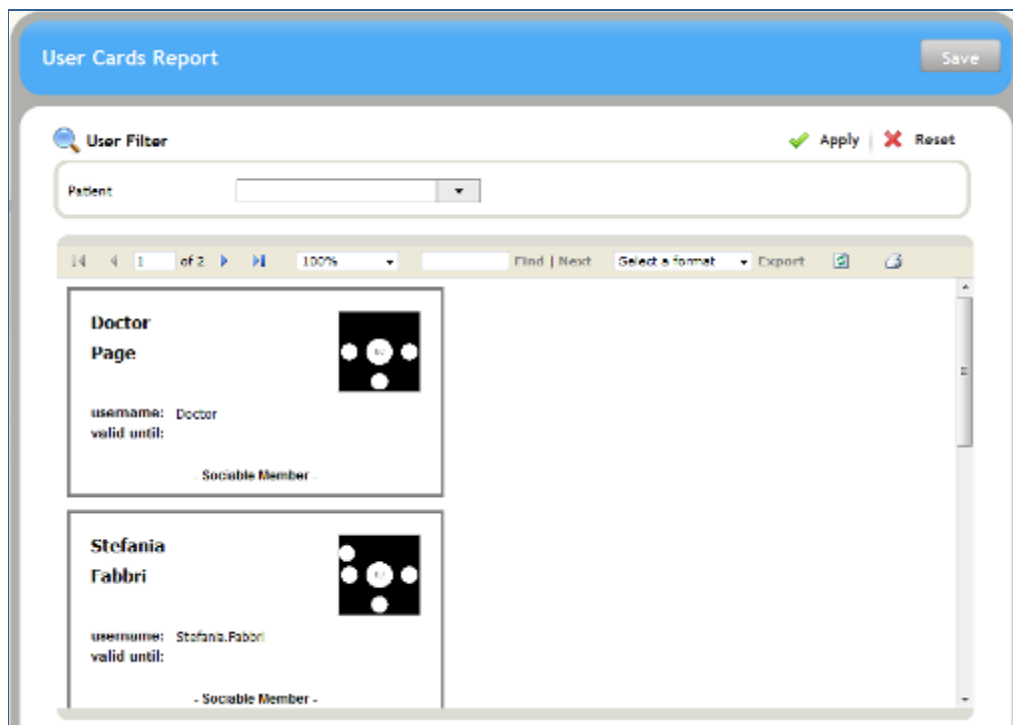 User Cards Report Save
User Filter Apply Reset
Patient
1 of 2 100% Find | Next Select a format Export
Doctor
Page
username: Doctor
valid until:
- Sociable Member -
Stefania
Fabbri
username: Stefania.Fabbri
valid until:
- Sociable Member -